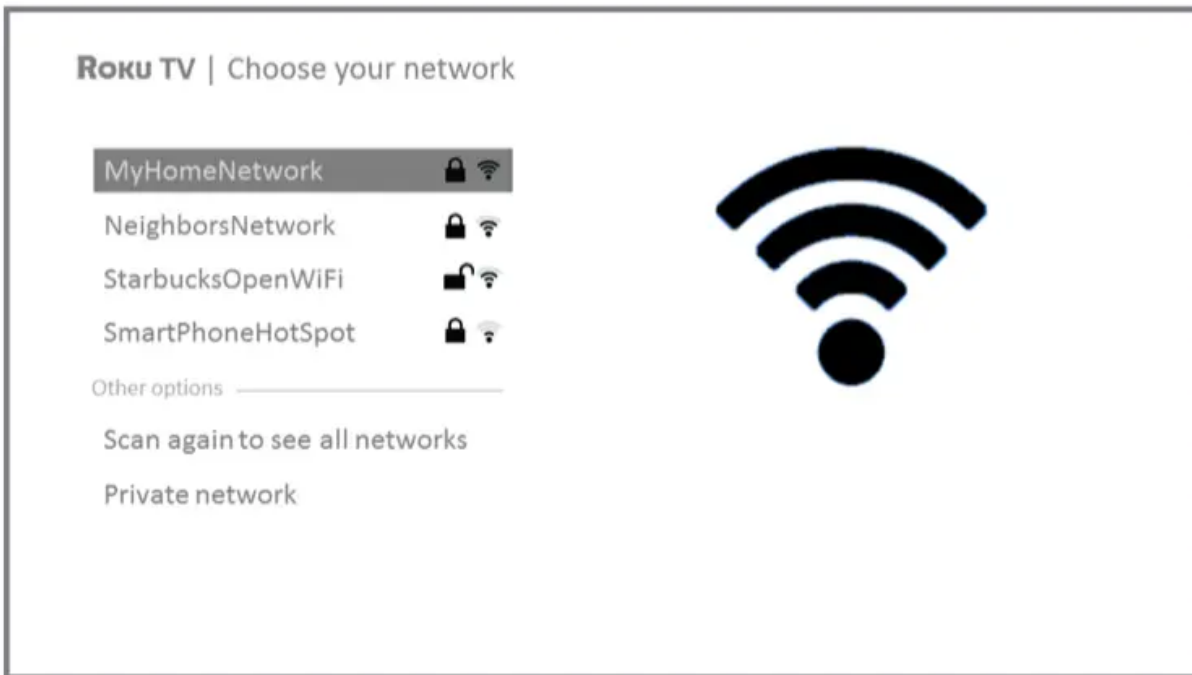 ROKU TV | Choose your network
MyHomeNetwork
NeighborsNetwork
StarbucksOpenWiFi
SmartPhoneHotSpot
Other options
Scan again to see all networks
Private network